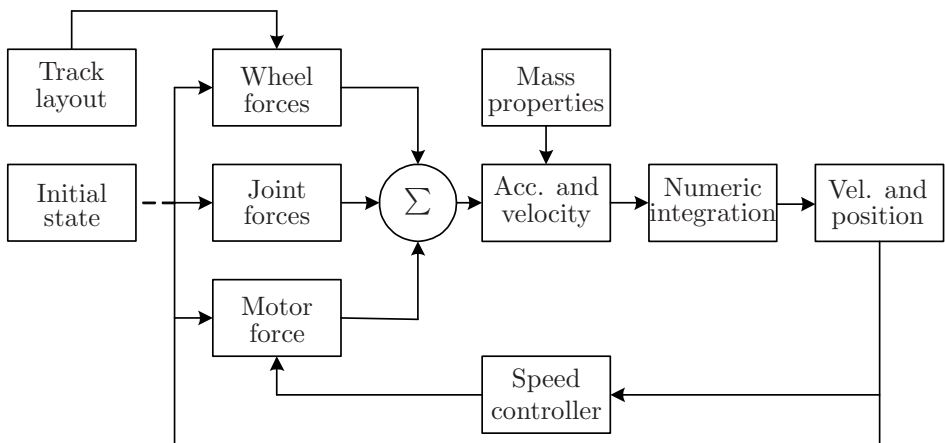 Track
layout
Wheel
forces
Mass
properties
Initial
state
Joint
forces
Σ
Acc. and
velocity
Numeric
integration
Vel. and
position
Motor
force
Speed
controller